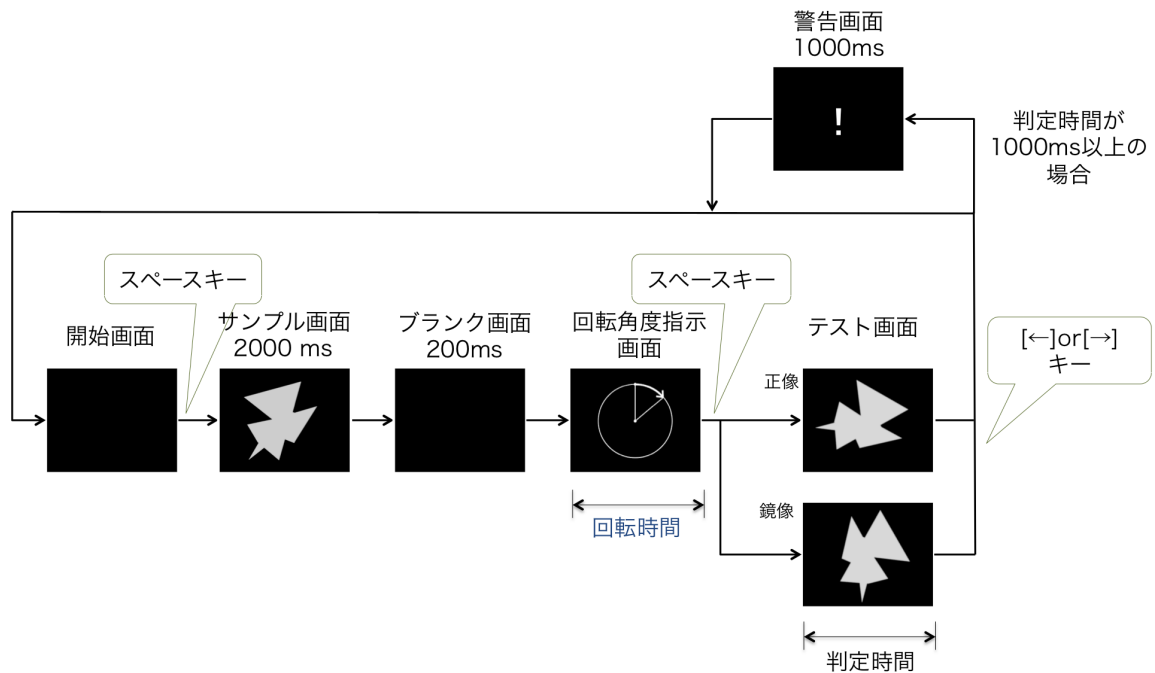 警告画面
1000ms
!
判定時間が
1000ms以上の
場合
スペースキー
スペースキー
開始画面
サンプル画面
2000 ms
ブランク画面
200ms
回転角度指示
画面
テスト画面
[←]or[→]
キー
正像
鏡像
回転時間
判定時間